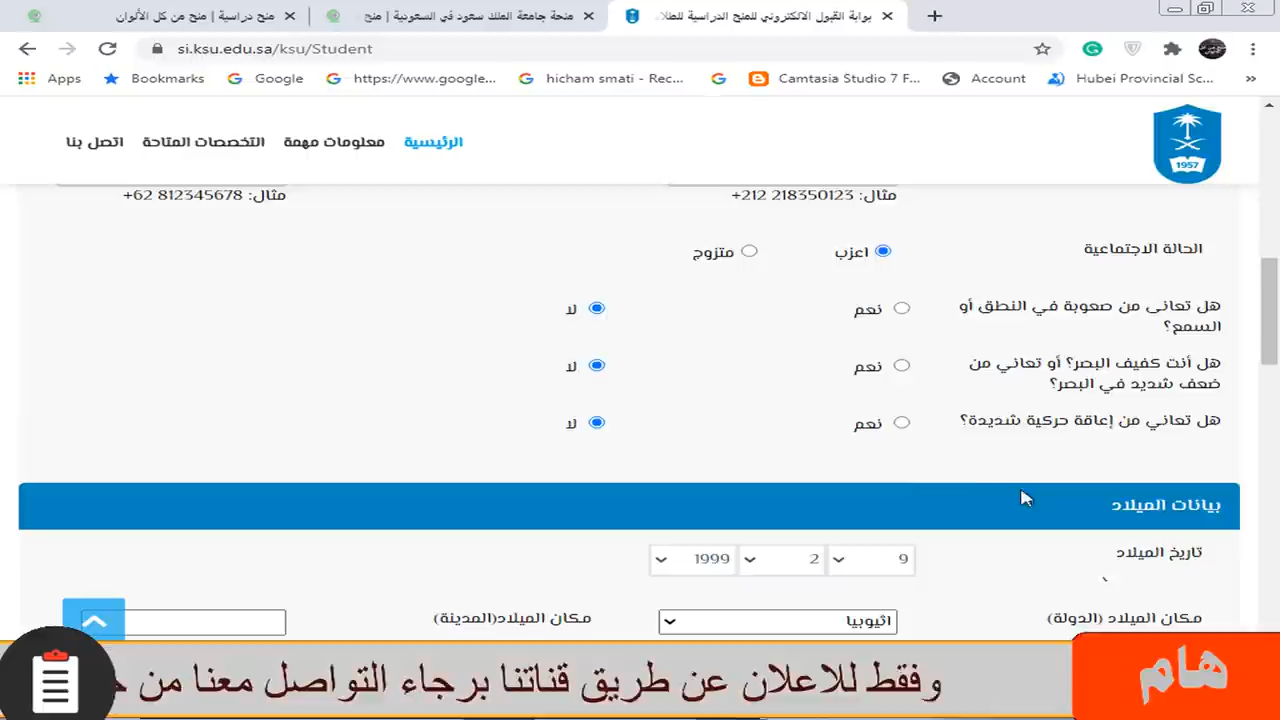 منح دراسية | منح من كل الألوان
منحة جامعة الملك سعود في السعودية | منح
بوابة القبول الالكتروني للمنح الدراسية للطلا
si.ksu.edu.sa/ksu/Student
Apps Bookmarks Google https://www.google... hicham smati - Rec... Camtasia Studio 7 F... Account Hubei Provincial Sc... »
الرئيسية معلومات مهمة التخصصات المتاحة اتصل بنا
1957
مثال: 218350123 212+ مثال: 812345678 62+
الحالة الاجتماعية اعزب متزوج
هل تعانى من صعوبة في النطق أو
السمع؟ نعم لا
هل أنت كفيف البصر؟ أو تعاني من
ضعف شديد في البصر؟ نعم لا
هل تعاني من إعاقة حركية شديدة؟ نعم لا
بيانات الميلاد
تاريخ الميلاد 9 2 1999
مكان الميلاد (الدولة) اثيوبيا مكان الميلاد(المدينة)
هام
وفقط للاعلان عن طريق قناتنا برجاء التواصل معنا من